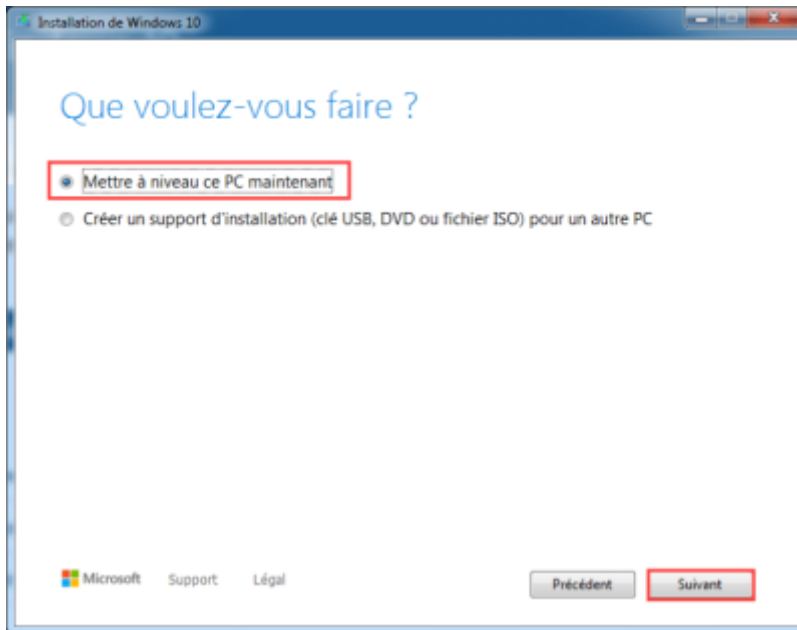 Installation de Windows 10
Que voulez-vous faire ?
Mettre à niveau ce PC maintenant
Créer un support d'installation (clé USB, DVD ou fichier ISO) pour un autre PC
Microsoft Support Légal Précédent Suivant